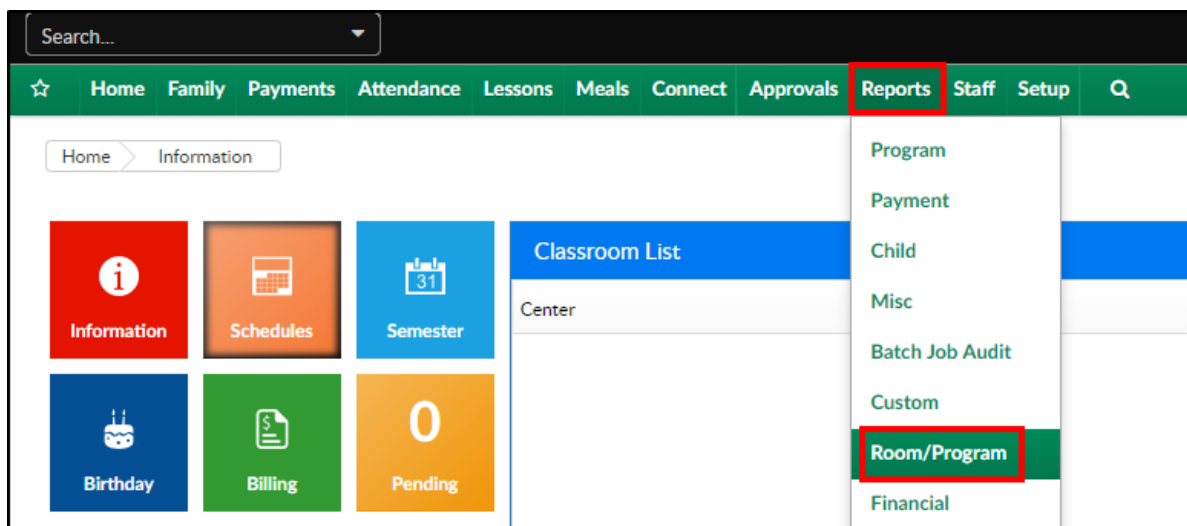 Search...
Home Family Payments Attendance Lessons Meals Connect Approvals Reports Staff Setup
Home Information
Program
Payment
Child
Misc
Batch Job Audit
Custom
Room/Program
Financial
Information
Schedules
31
Semester
Birthday
$
Billing
0
Pending
Classroom List
Center